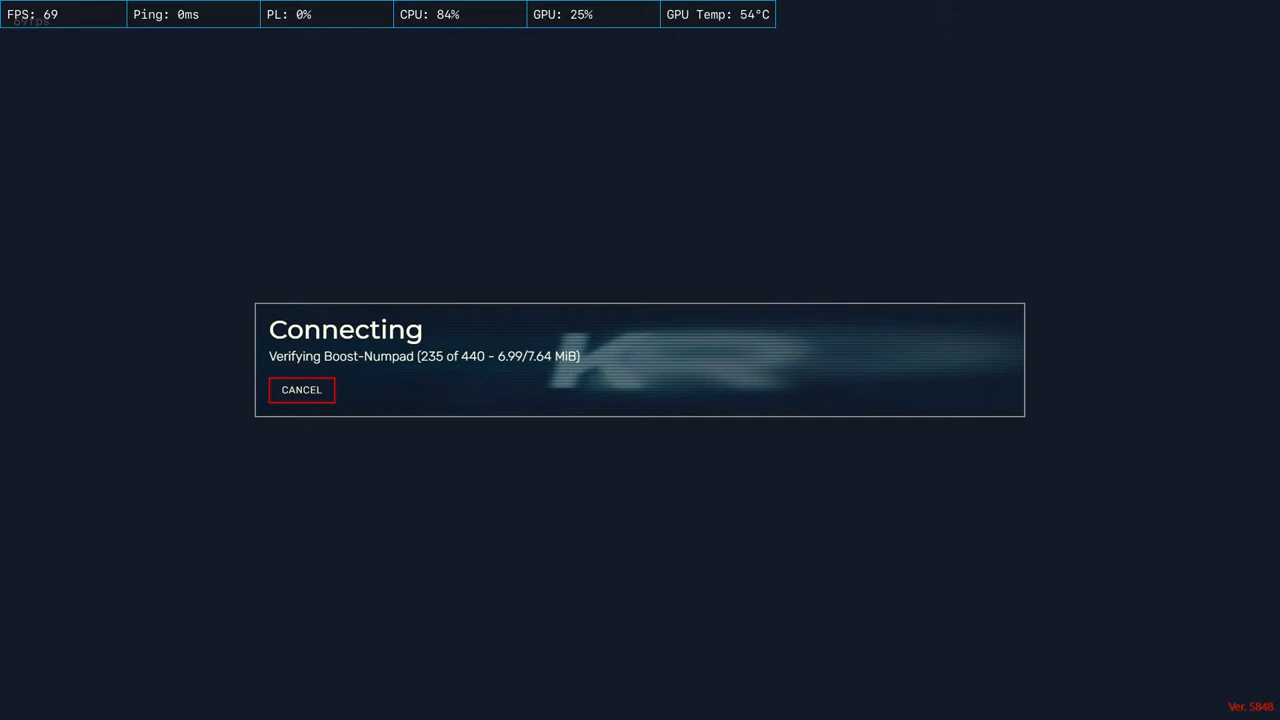 FPS: 69
Ping: 0ms
PL: 0%
CPU: 84%
GPU: 25%
GPU Temp: 54°C
69fps
Connecting
Verifying Boost-Numpad (235 of 440 - 6.99/7.64 MiB)
CANCEL
Ver. 5848